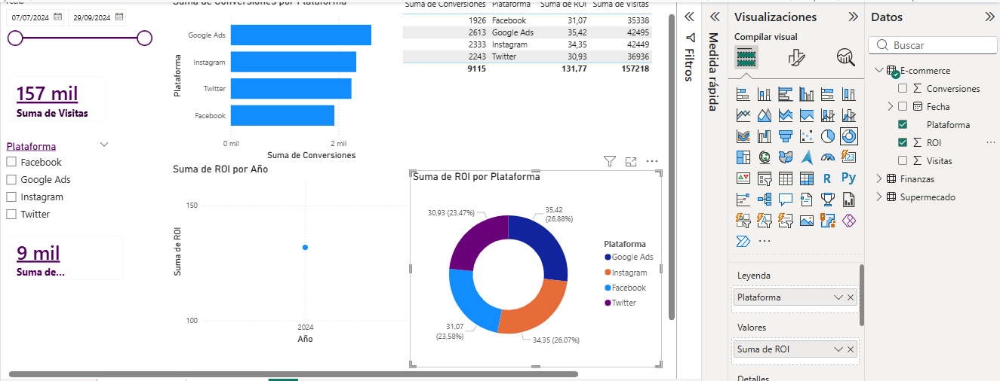 07/07/2024 29/09/2024
157 mil
Suma de Visitas
Plataforma
Facebook
Google Ads
Instagram
Twitter
9 mil
Suma de...
Suma de Conversiones por Plataforma
Plataforma
Google Ads
Instagram
Twitter
Facebook
0 mil 2 mil
Suma de Conversiones
Suma de Conversiones Plataforma Suma de ROI Suma de Visitas
1926 Facebook 31,07 35338
2613 Google Ads 35,42 42495
2333 Instagram 34,35 42449
2243 Twitter 30,93 36936
9115 131,77 157218
Suma de ROI por Año
Suma de ROI
150
100
2024
Año
Suma de ROI por Plataforma
30,93 (23,47%)
35,42
(26,88%)
31,07
(23,58%)
34,35 (26,07%)
Plataforma
Google Ads
Instagram
Facebook
Twitter
Filtros
Medida rápida
Visualizaciones
Compilar visual
123
R
Py
Leyenda
Plataforma
Valores
Suma de ROI
Detalles
Datos
Buscar
E-commerce
Conversiones
Fecha
Plataforma
ROI
Visitas
Finanzas
Supermecado